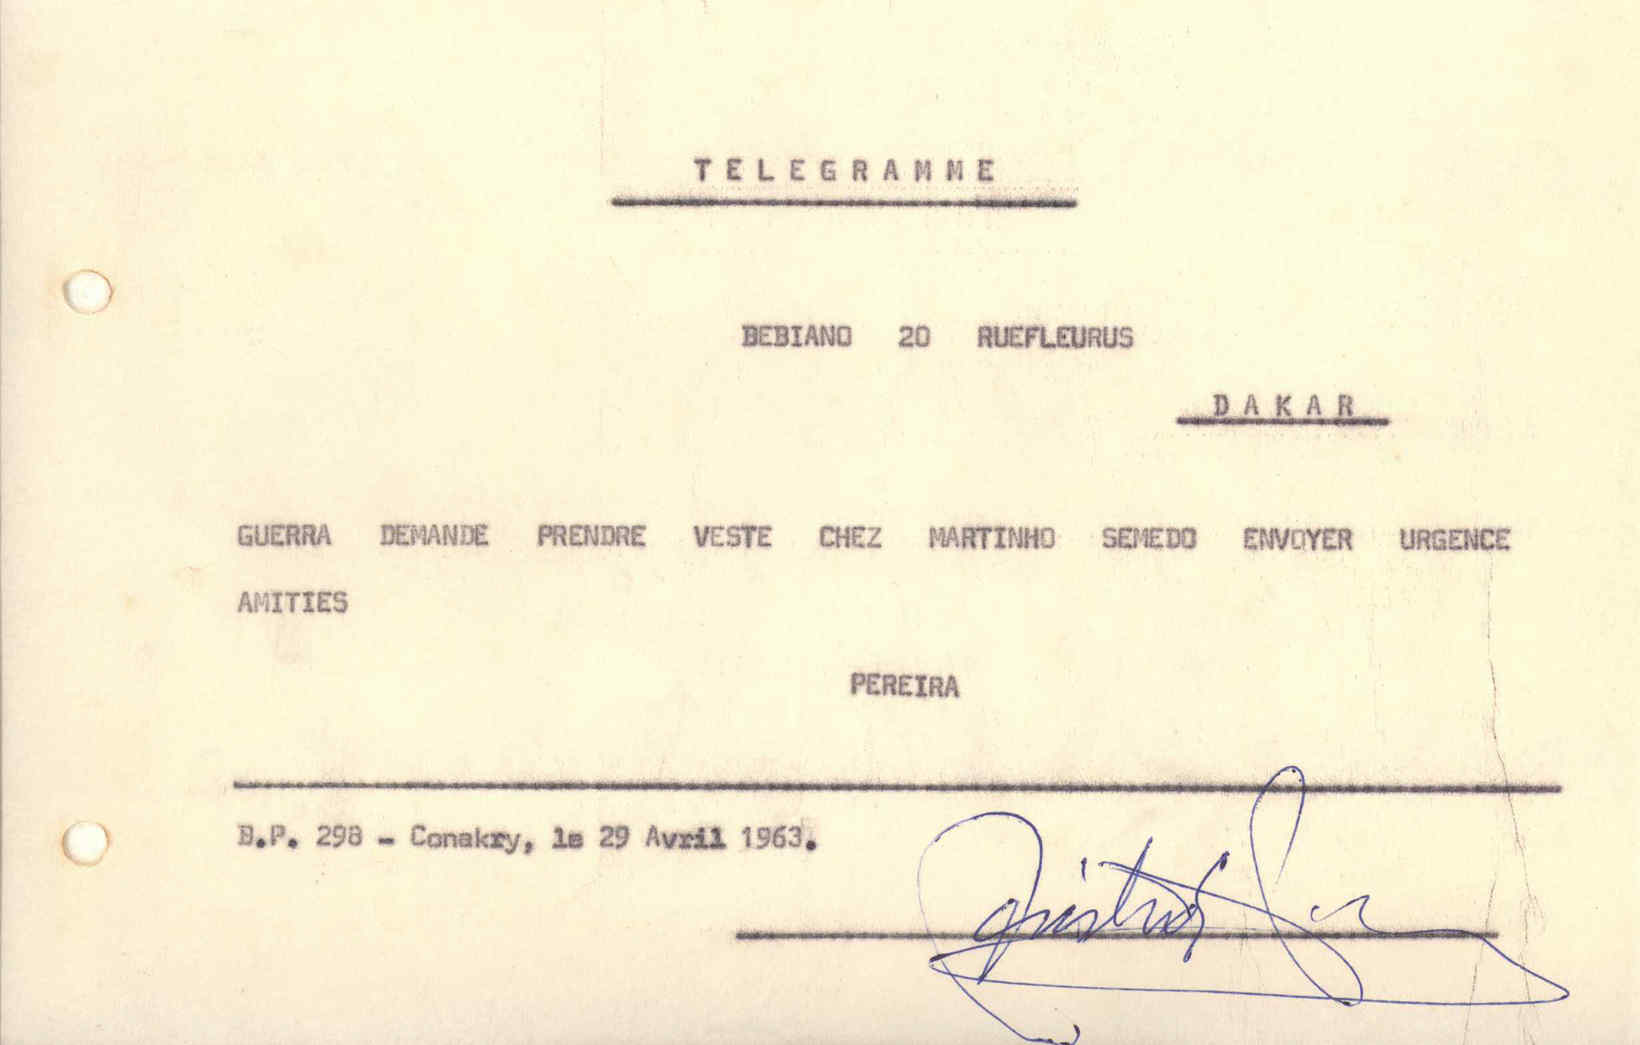 TELEGRAMME
BEBIANO 20 RUEFLEURUS
DAKAR
GUERRA DEMANDE PRENDRE VESTE CHEZ MARTINHO SEMEDO ENVOYER URGENCE
AMITIES
PEREIRA
B.P. 298 - Conakry, le 29 Avril 1963.